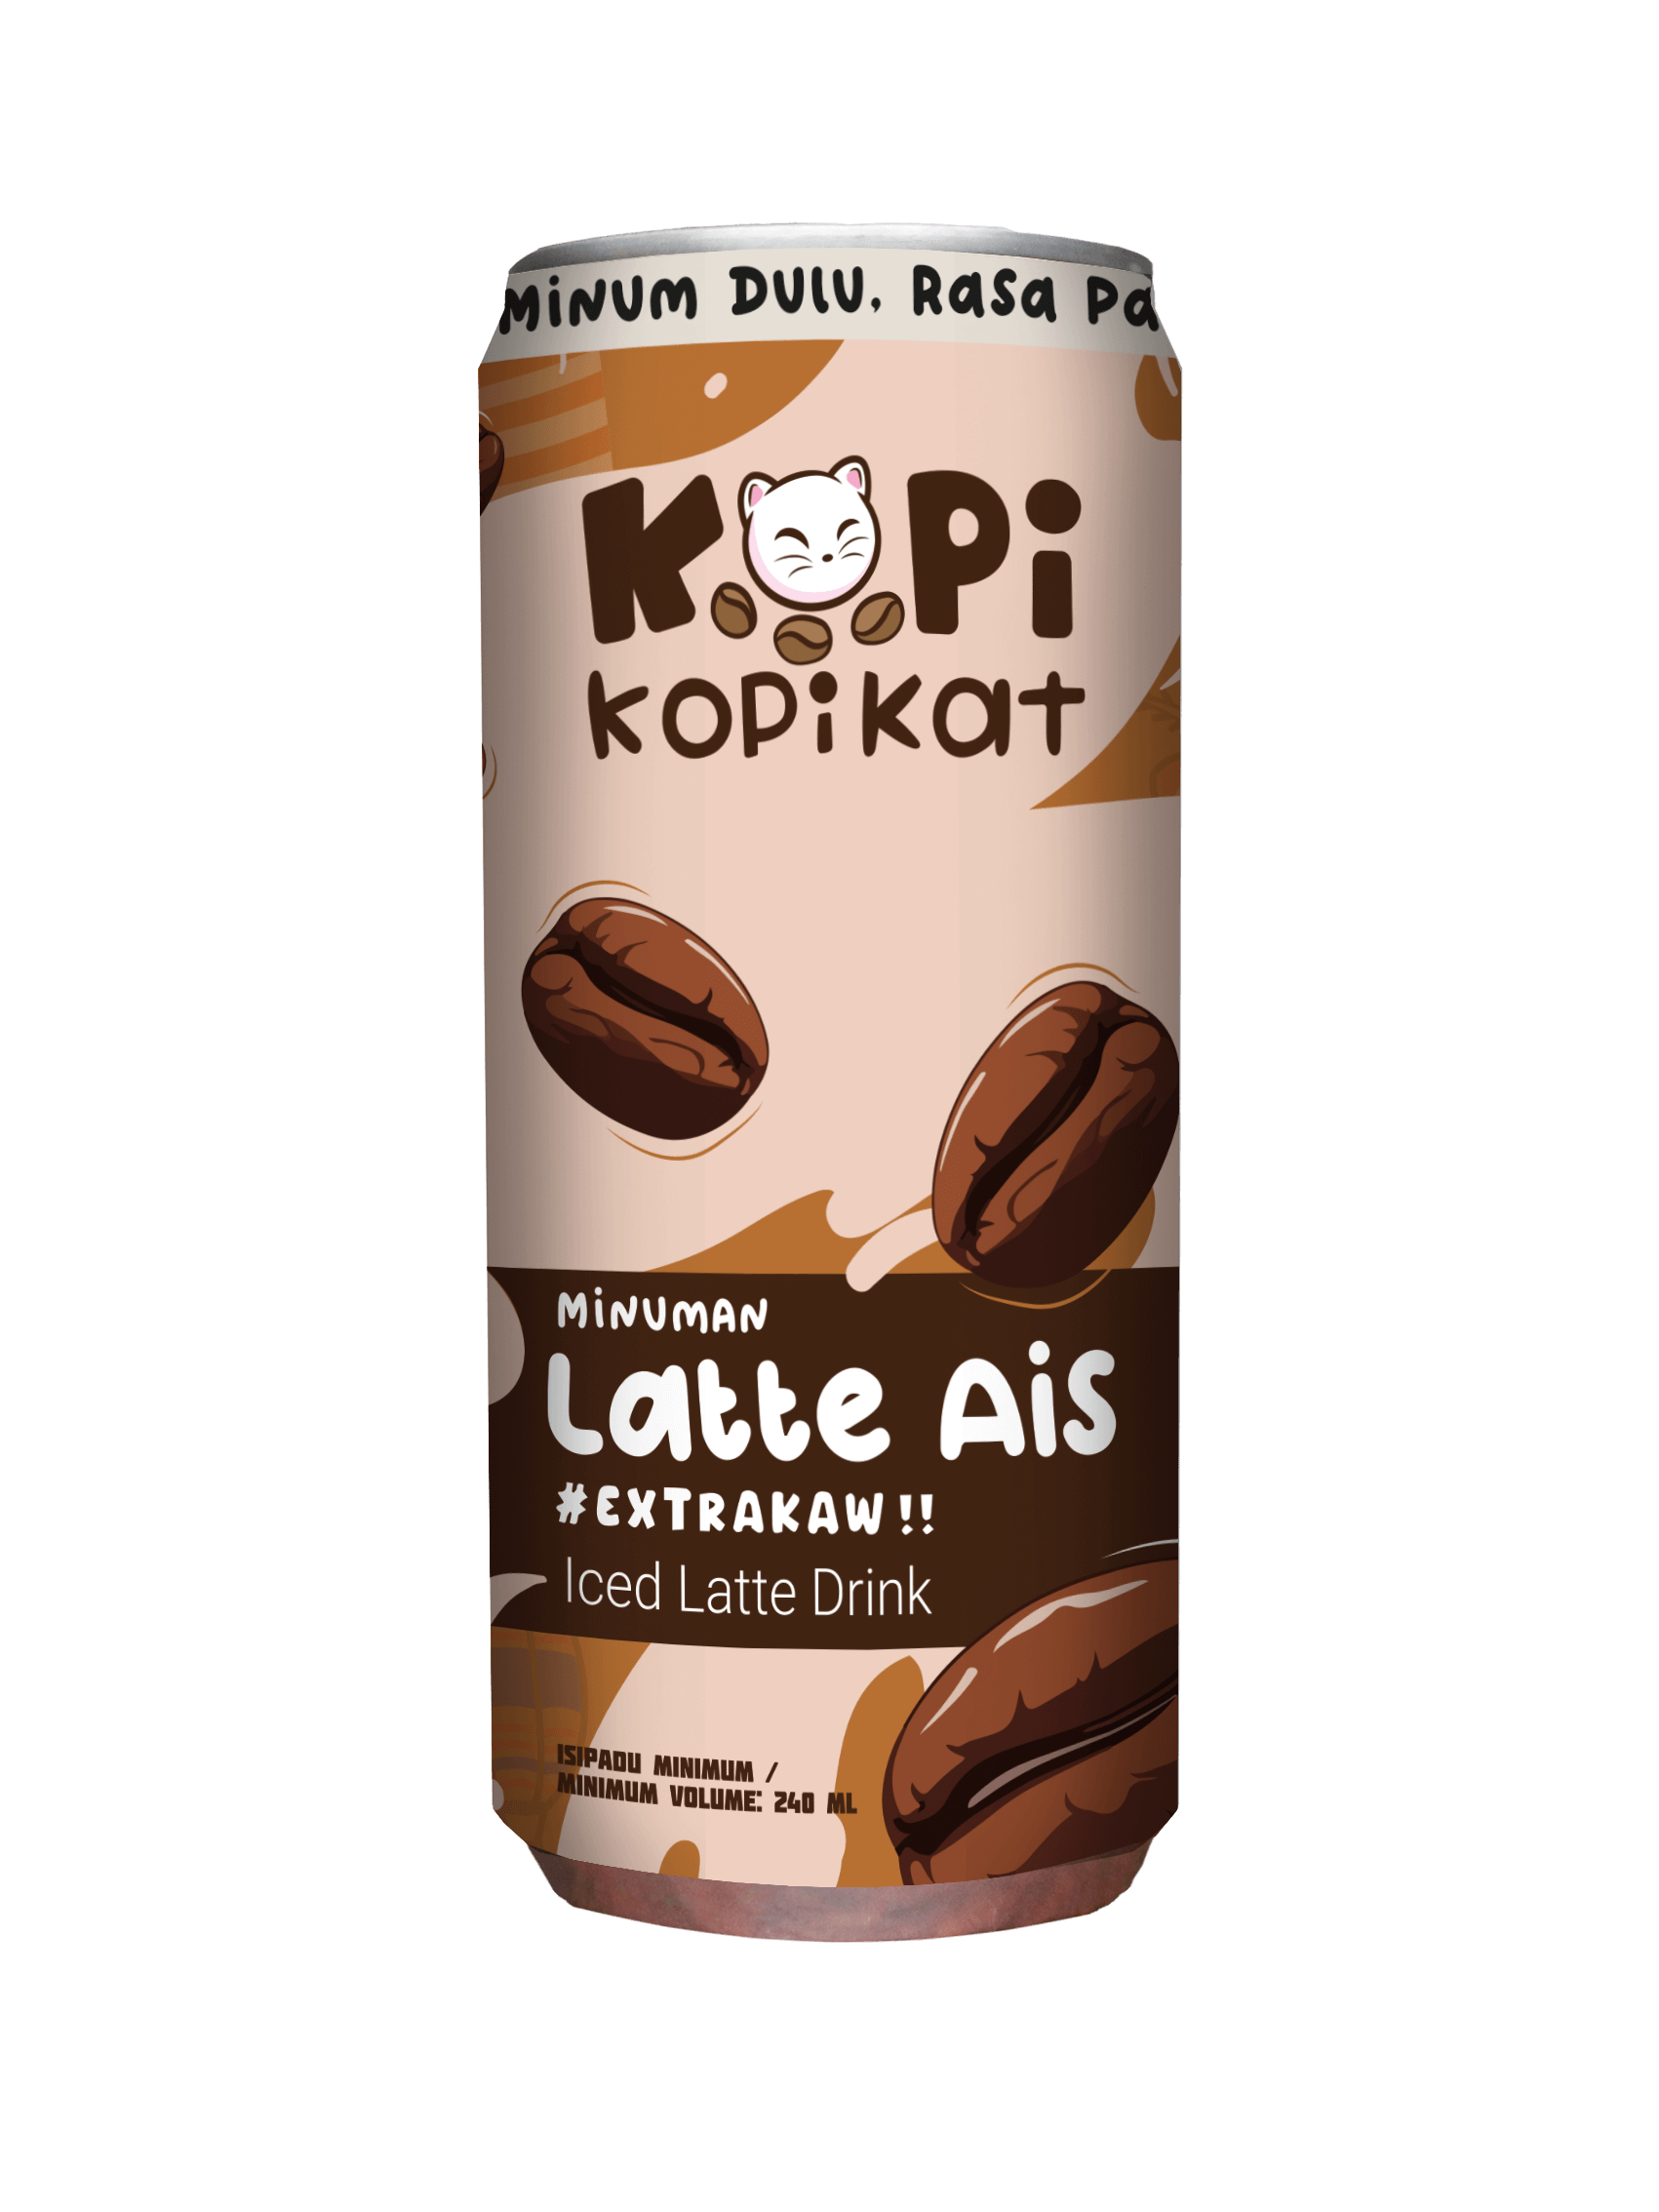 Minum Dulu, Rasa
Kopi
kopikat
Minuman
Latte Ais
#EXTRAKAW!!
Iced Latte Drink
ISIPADU MINIMUM /
MINIMUM VOLUME: 240 ML